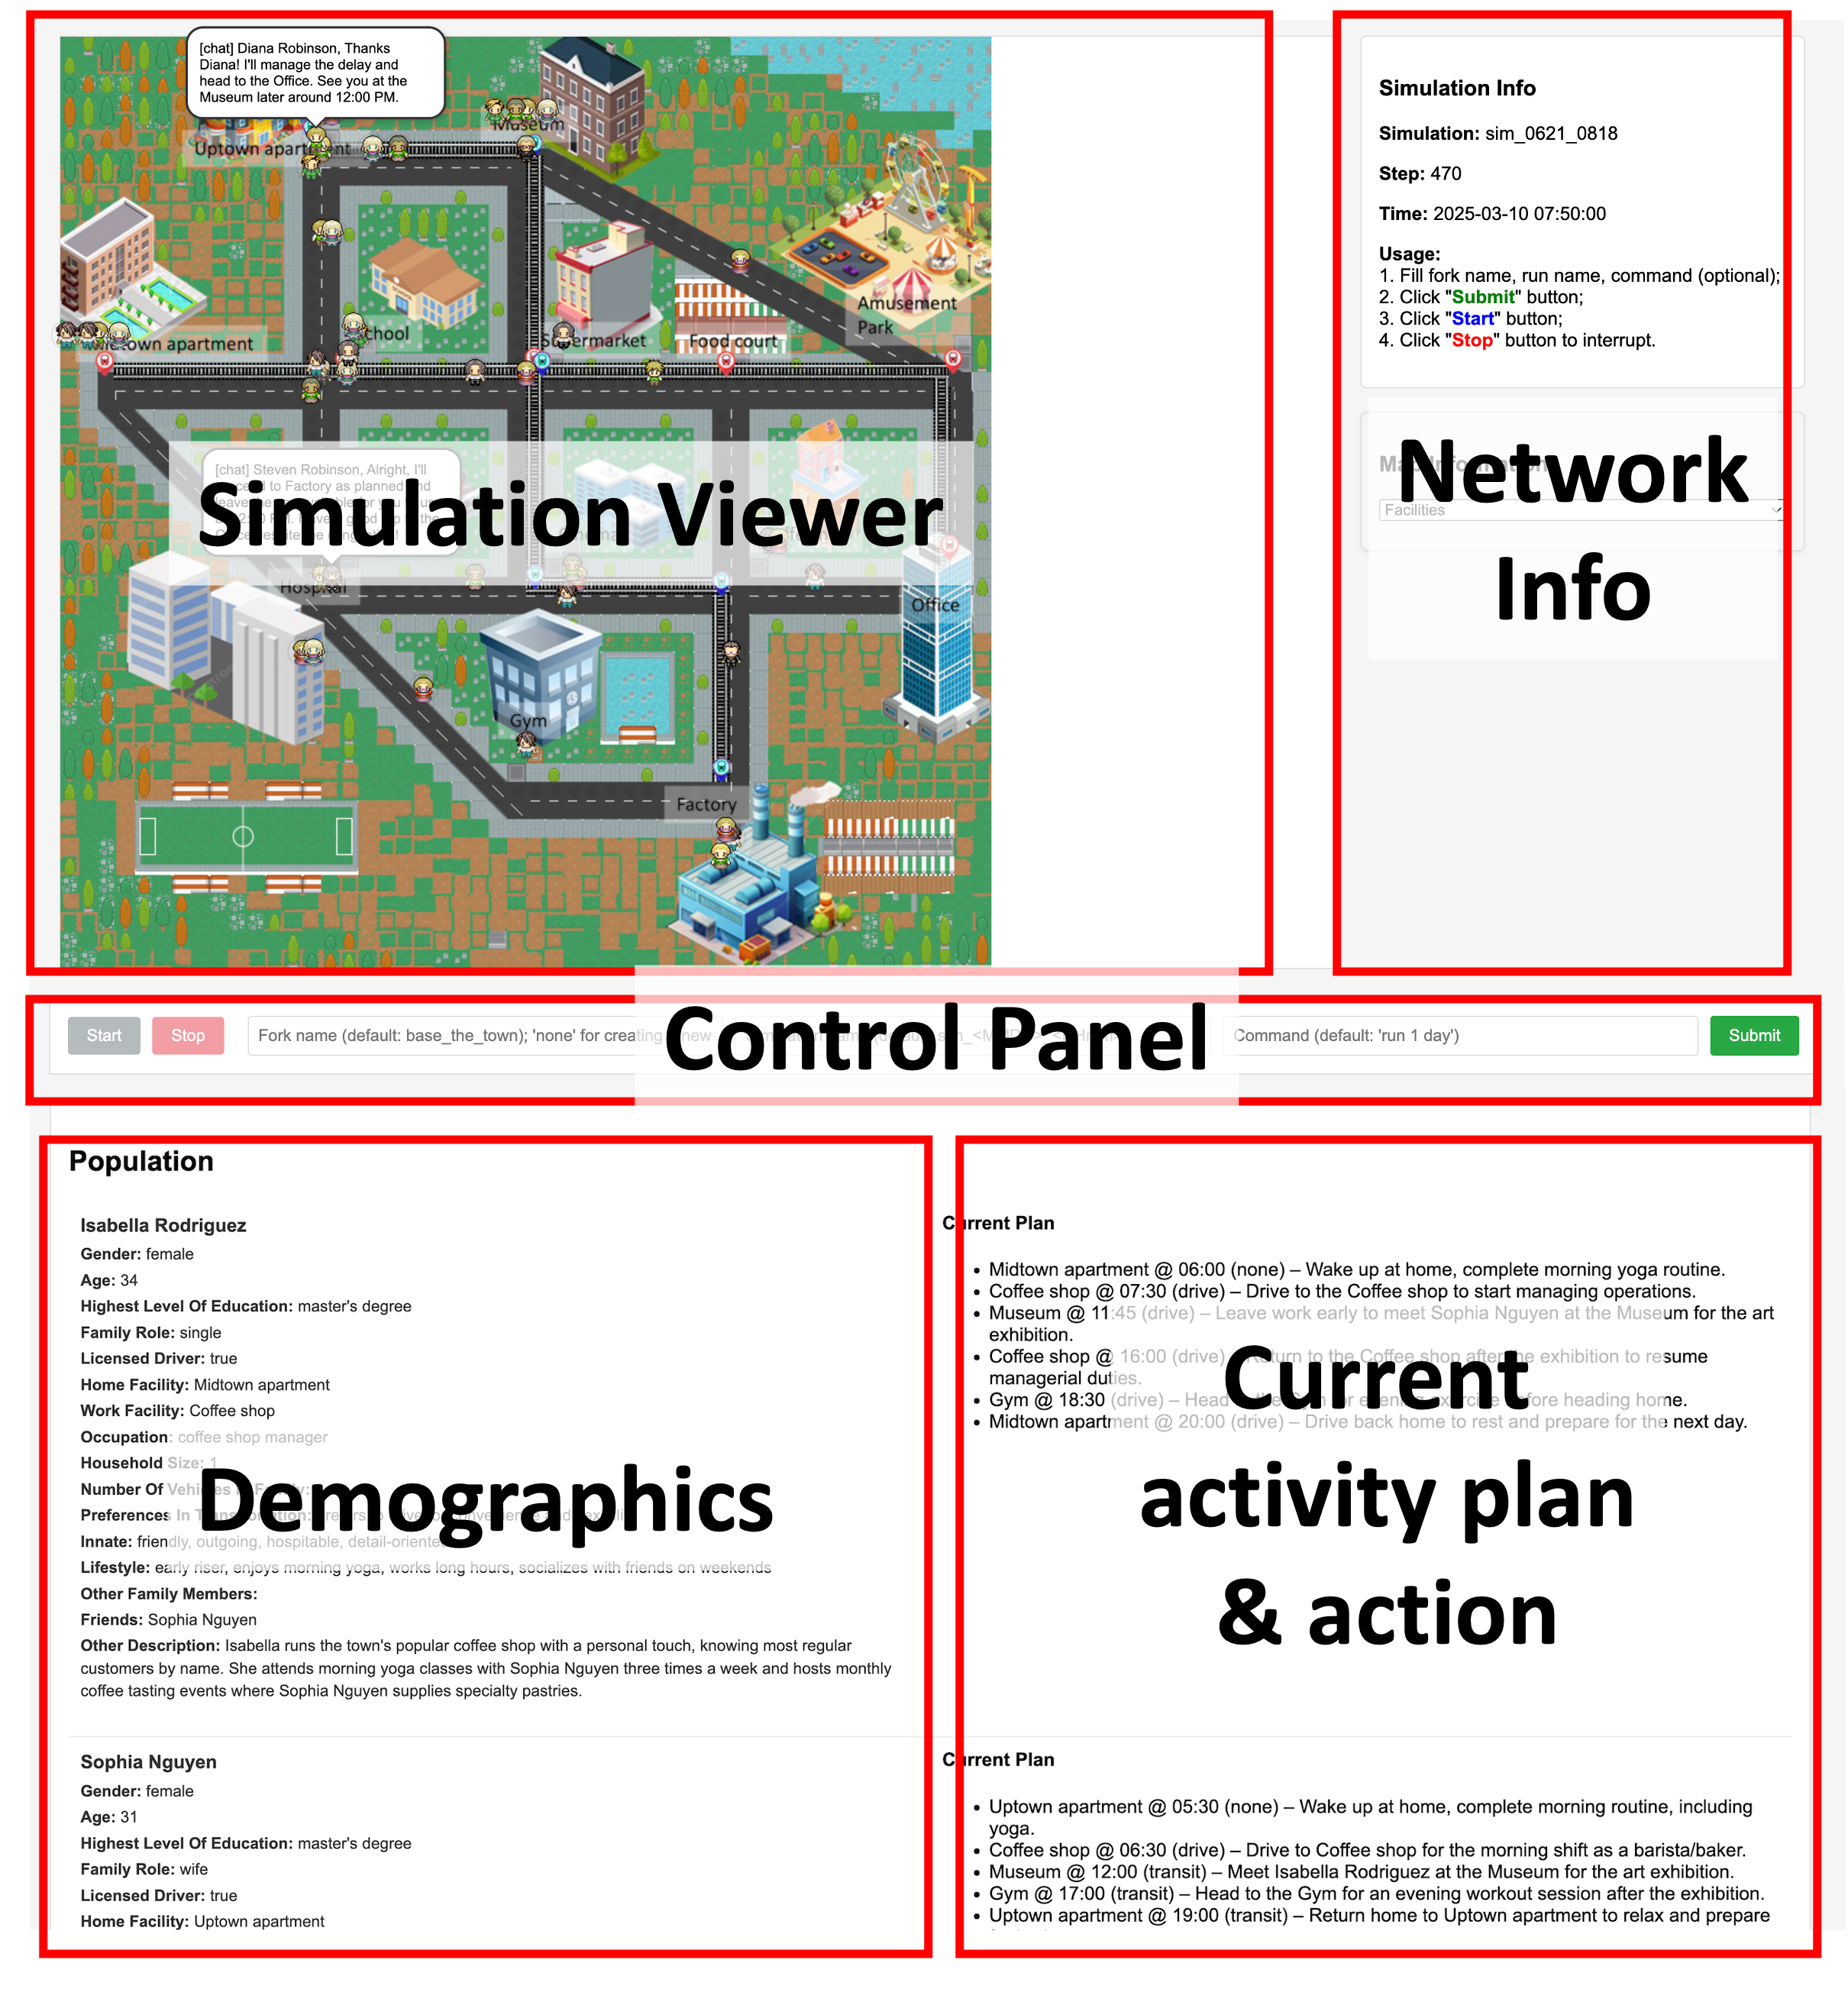 [chat] Diana Robinson, Thanks
Diana! I'll manage the delay and
head to the Office. See you at the
Museum later around 12:00 PM.
Museum
Uptown apartment
Amusement
Park
School
Supermarket
Food court
apartment
[chat] Steven Robinson, Alright, I'll
to Factory as planned and
Simulation Viewer
Hospital
Office
Gym
Factory
Simulation Info
Simulation: sim_0621_0818
Step: 470
Time: 2025-03-10 07:50:00
Usage:
1. Fill fork name, run name, command (optional);
2. Click "Submit" button;
3. Click "Start" button;
4. Click "Stop" button to interrupt.
Map Information
Facilities
Network
Info
Start
Stop
Fork name (default: base_the_town); 'none' for creating new
Control Panel
Command (default: 'run 1 day')
Submit
Population
Isabella Rodriguez
Gender: female
Age: 34
Highest Level Of Education: master's degree
Family Role: single
Licensed Driver: true
Home Facility: Midtown apartment
Work Facility: Coffee shop
Occupation: coffee shop manager
Household Size: 1
Number Of Vehicles In Family:
Preferences In Transportation:
Innate: friendly, outgoing, hospitable, detail-oriented
Lifestyle: early riser, enjoys morning yoga, works long hours, socializes with friends on weekends
Other Family Members:
Friends: Sophia Nguyen
Other Description: Isabella runs the town's popular coffee shop with a personal touch, knowing most regular
customers by name. She attends morning yoga classes with Sophia Nguyen three times a week and hosts monthly
coffee tasting events where Sophia Nguyen supplies specialty pastries.
Demographics
Current Plan
• Midtown apartment @ 06:00 (none) – Wake up at home, complete morning yoga routine.
• Coffee shop @ 07:30 (drive) – Drive to the Coffee shop to start managing operations.
• Museum @ 11:45 (drive) – Leave work early to meet Sophia Nguyen at the Museum for the art
exhibition.
• Coffee shop @ 16:00 (drive) – Return to the Coffee shop after the exhibition to resume
managerial duties.
• Gym @ 18:30 (drive) – Head to the Gym for evening exercise before heading home.
• Midtown apartment @ 20:00 (drive) – Drive back home to rest and prepare for the next day.
Current
activity plan
& action
Sophia Nguyen
Gender: female
Age: 31
Highest Level Of Education: master's degree
Family Role: wife
Licensed Driver: true
Home Facility: Uptown apartment
Current Plan
• Uptown apartment @ 05:30 (none) – Wake up at home, complete morning routine, including
yoga.
• Coffee shop @ 06:30 (drive) – Drive to Coffee shop for the morning shift as a barista/baker.
• Museum @ 12:00 (transit) – Meet Isabella Rodriguez at the Museum for the art exhibition.
• Gym @ 17:00 (transit) – Head to the Gym for an evening workout session after the exhibition.
• Uptown apartment @ 19:00 (transit) – Return home to Uptown apartment to relax and prepare